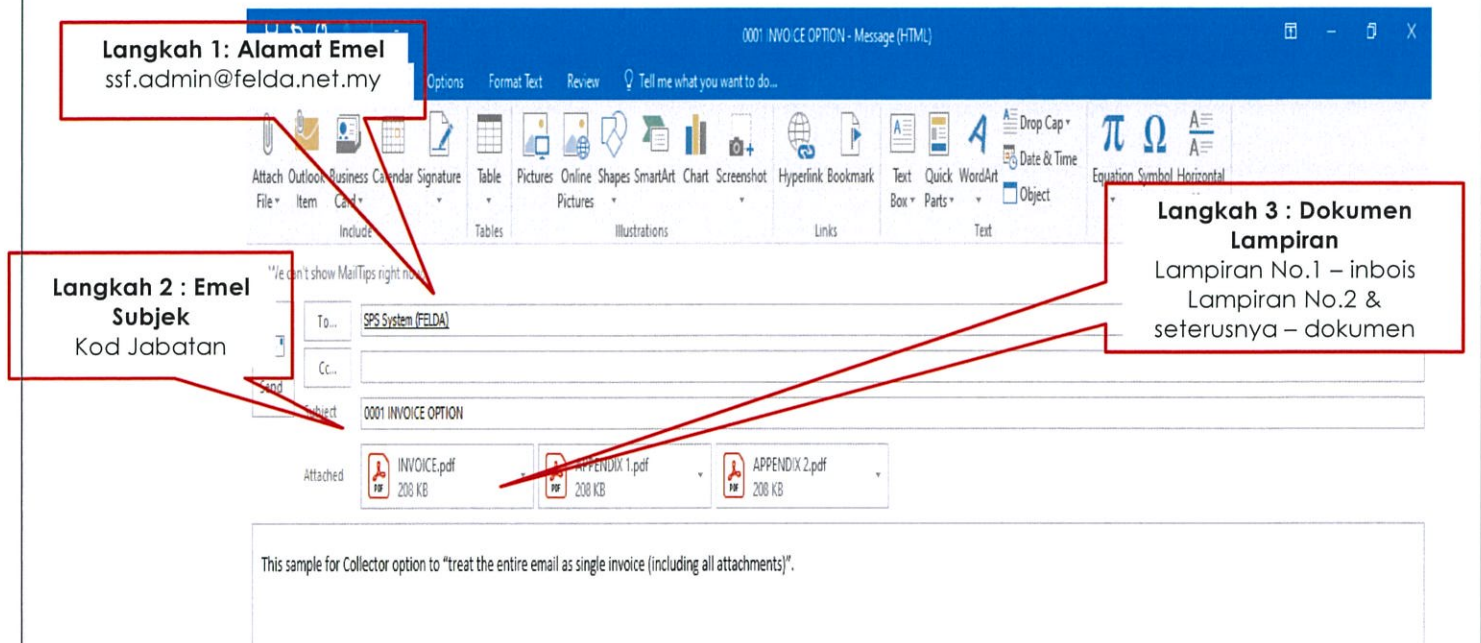 0001 INVOICE OPTION - Message (HTML)
Langkah 1: Alamat Emel
ssf.admin@felda.net.my
Options Format Text Review Tell me what you want to do...
Attach File Outlook Item Business Card Calendar Signature
Table
Pictures Online Pictures Shapes SmartArt Chart Screenshot
Hyperlink Bookmark
Text Box Quick Parts WordArt
Drop Cap
Date & Time
Object
Equation Symbol Horizontal
Include Tables Illustrations Links Text
Langkah 3 : Dokumen
Lampiran
Lampiran No.1 – inbois
Lampiran No.2 &
seterusnya – dokumen
We can't show MailTips right now.
Langkah 2 : Emel
Subjek
Kod Jabatan
Send
To... SPS System (FELDA)
Cc...
Subject 0001 INVOICE OPTION
Attached INVOICE.pdf APPENDIX 1.pdf APPENDIX 2.pdf
PDF 208 KB PDF 208 KB PDF 208 KB
This sample for Collector option to "treat the entire email as single invoice (including all attachments)".